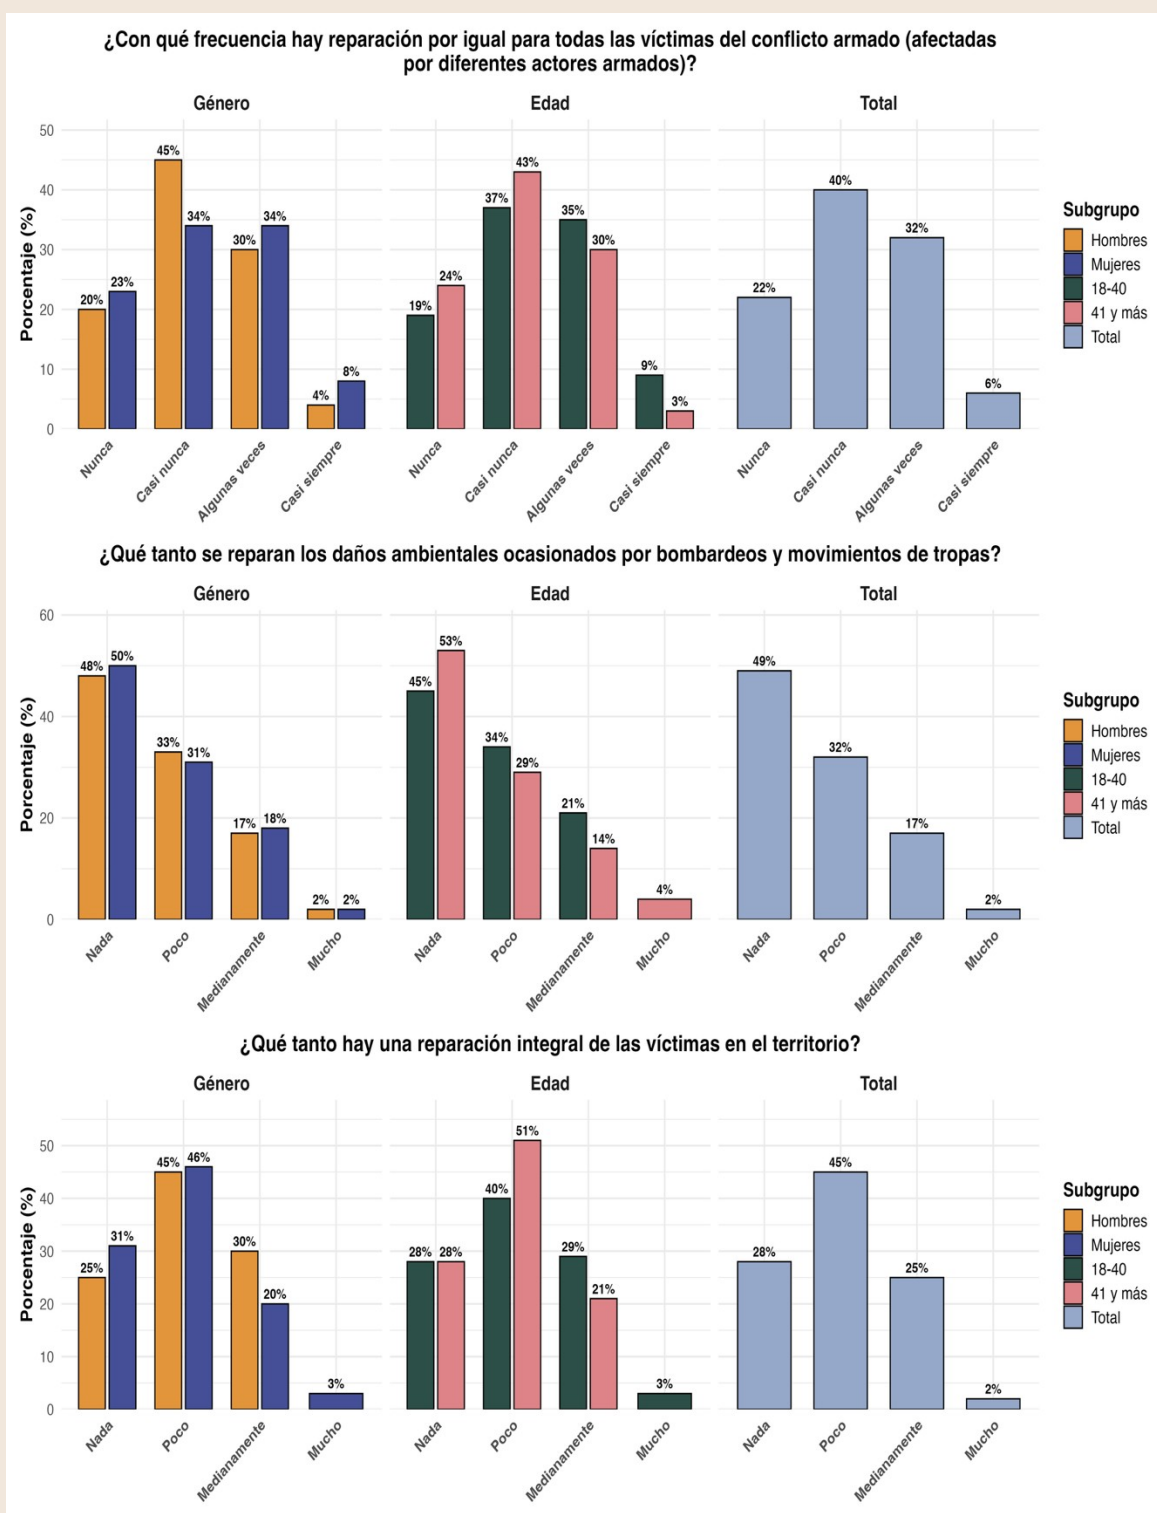 ¿Con qué frecuencia hay reparación por igual para todas las víctimas del conflicto armado (afectadas
por diferentes actores armados)?
Género
Edad
Total
Porcentaje (%)
50
40
30
20
10
0
20%
23%
45%
34%
30%
34%
4%
8%
19%
24%
37%
43%
35%
30%
9%
3%
22%
40%
32%
6%
Nunca
Casi nunca
Algunas veces
Casi siempre
Nunca
Casi nunca
Algunas veces
Casi siempre
Nunca
Casi nunca
Algunas veces
Casi siempre
Subgrupo
Hombres
Mujeres
18-40
41 y más
Total
¿Qué tanto se reparan los daños ambientales ocasionados por bombardeos y movimientos de tropas?
Género
Edad
Total
Porcentaje (%)
60
40
20
0
48%
50%
33%
31%
17%
18%
2%
2%
45%
53%
34%
29%
21%
14%
4%
49%
32%
17%
2%
Nada
Poco
Medianamente
Mucho
Nada
Poco
Medianamente
Mucho
Nada
Poco
Medianamente
Mucho
Subgrupo
Hombres
Mujeres
18-40
41 y más
Total
¿Qué tanto hay una reparación integral de las víctimas en el territorio?
Género
Edad
Total
Porcentaje (%)
50
40
30
20
10
0
25%
31%
45%
46%
30%
20%
3%
28%
28%
40%
51%
29%
21%
3%
28%
45%
25%
2%
Nada
Poco
Medianamente
Mucho
Nada
Poco
Medianamente
Mucho
Nada
Poco
Medianamente
Mucho
Subgrupo
Hombres
Mujeres
18-40
41 y más
Total